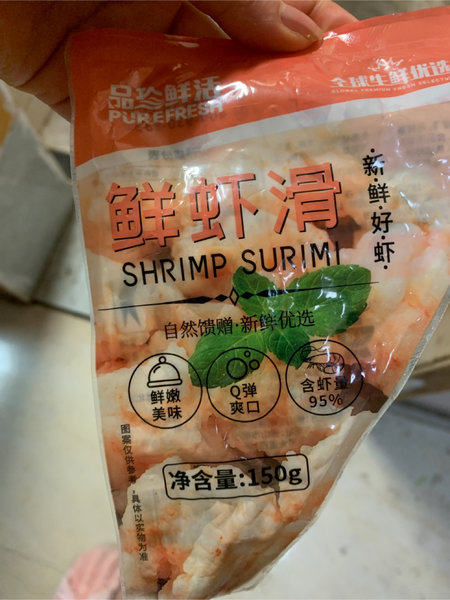 品珍鲜活
PUREFRESH
全球生鲜优选
GLOBAL PREMIUM FRESH SELECTION
鲜虾滑
SHRIMP SURIMI
新·鲜·好·虾
自然馈赠·新鲜优选
鲜嫩
美味
Q弹
爽口
含虾量
95%
图案仅供参考,具体以实物为准
净含量:150g